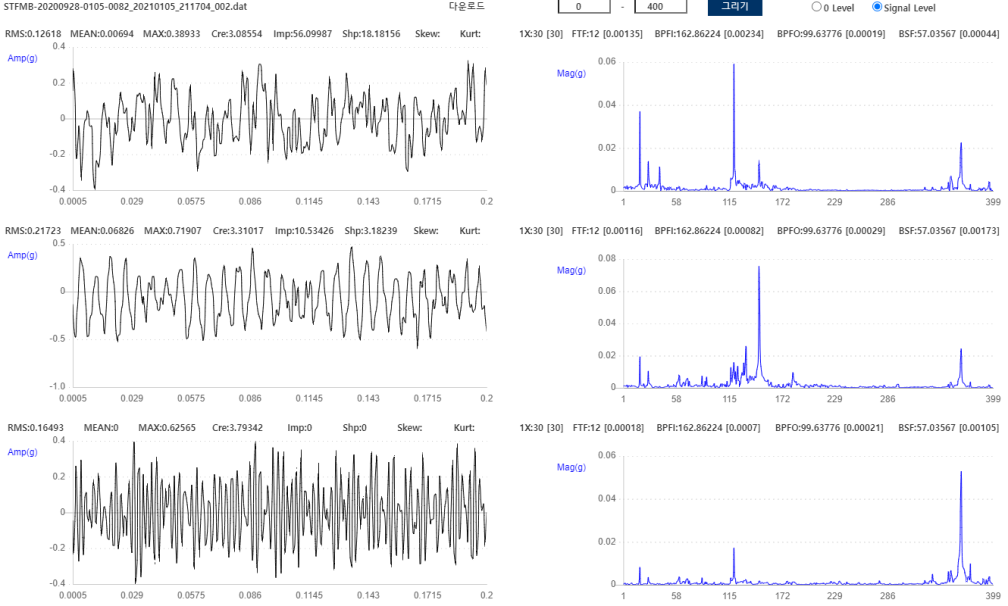 STFMB-20200928-0105-0082_20210105_211704_002.dat 다운로드 0 - 400 그리기 0 Level Signal Level
RMS:0.12618 MEAN:0.00694 MAX:0.38933 Cre:3.08554 Imp:56.09987 Shp:18.18156 Skew: Kurt: 1X:30 [30] FTF:12 [0.00135] BPFI:162.86224 [0.00234] BPFO:99.63776 [0.00019] BSF:57.03567 [0.00044]
Amp(g)
0.4
0.2
0
-0.2
-0.4
0.0005 0.029 0.0575 0.086 0.1145 0.143 0.1715 0.2
Mag(g)
0.06
0.04
0.02
0
1 58 115 172 229 286 399
RMS:0.21723 MEAN:0.06826 MAX:0.71907 Cre:3.31017 Imp:10.53426 Shp:3.18239 Skew: Kurt: 1X:30 [30] FTF:12 [0.00116] BPFI:162.86224 [0.00082] BPFO:99.63776 [0.00029] BSF:57.03567 [0.00173]
Amp(g)
0.5
0
-0.5
-1.0
0.0005 0.029 0.0575 0.086 0.1145 0.143 0.1715 0.2
Mag(g)
0.08
0.06
0.04
0.02
0
1 58 115 172 229 286 399
RMS:0.16493 MEAN:0 MAX:0.62565 Cre:3.79342 Imp:0 Shp:0 Skew: Kurt: 1X:30 [30] FTF:12 [0.00018] BPFI:162.86224 [0.0007] BPFO:99.63776 [0.00021] BSF:57.03567 [0.00105]
Amp(g)
0.4
0.2
0
-0.2
-0.4
0.0005 0.029 0.0575 0.086 0.1145 0.143 0.1715 0.2
Mag(g)
0.06
0.04
0.02
0
1 58 115 172 229 286 399